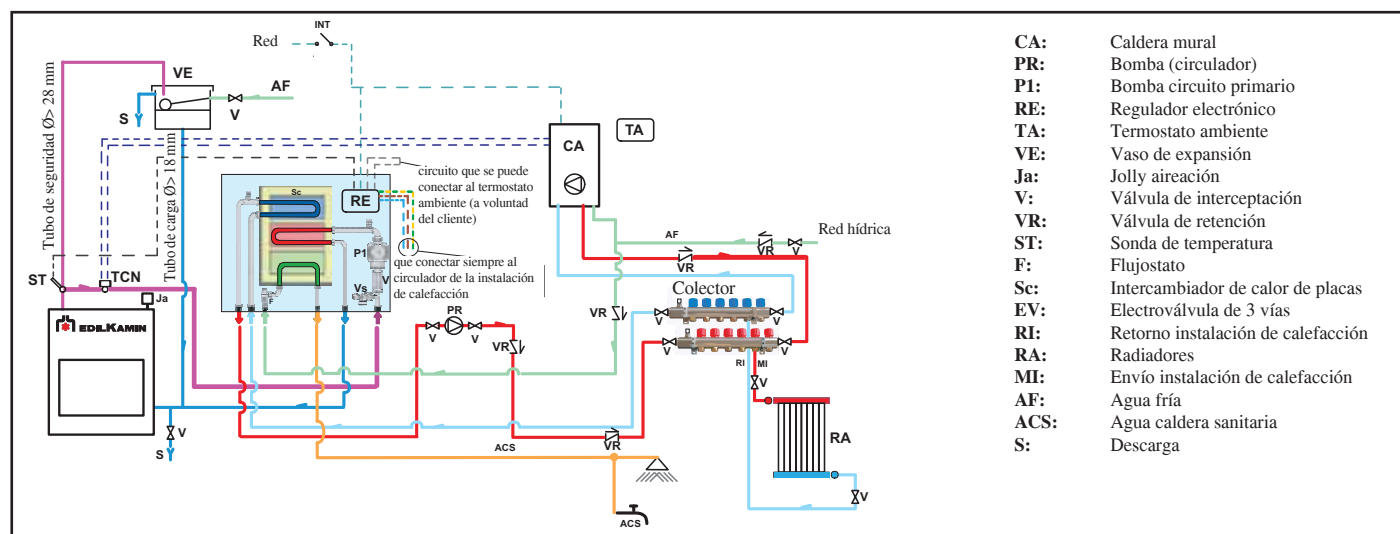 INT
Red
VE
AF
V
S
Tubo de seguridad Ø> 28 mm
Tubo de carga Ø> 18 mm
CA
TA
circuito que se puede
conectar al termostato
ambiente (a voluntad
del cliente)
Sc
RE
P1
V
Vs
F
que conectar siempre al
circulador de la instalación
de calefacción
AF
Red hídrica
VR
VR
V
ST
TCN
Ja
EDILKAMIN
PR
V
V
VR
VR
Colector
V
V
V
V
RI
MI
V
RA
V
S
V
ACS
VR
ACS
CA: Caldera mural
PR: Bomba (circulador)
P1: Bomba circuito primario
RE: Regulador electrónico
TA: Termostato ambiente
VE: Vaso de expansión
Ja: Jolly aireación
V: Válvula de interceptación
VR: Válvula de retención
ST: Sonda de temperatura
F: Flujostato
Sc: Intercambiador de calor de placas
EV: Electroválvula de 3 vías
RI: Retorno instalación de calefacción
RA: Radiadores
MI: Envío instalación de calefacción
AF: Agua fría
ACS: Agua caldera sanitaria
S: Descarga